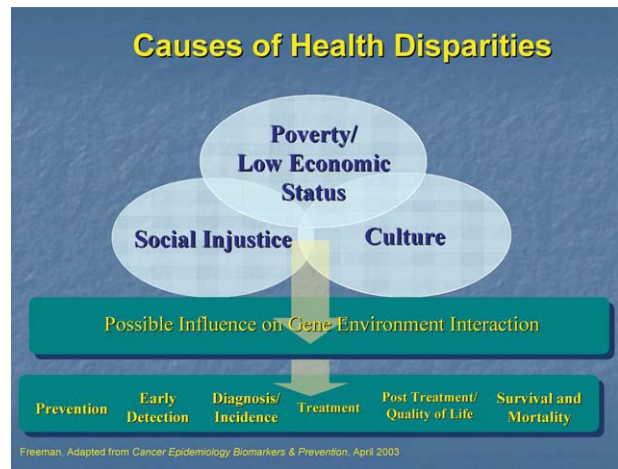 Causes of Health Disparities
Poverty/
Low Economic
Status
Social Injustice
Culture
Possible Influence on Gene Environment Interaction
Prevention
Early
Detection
Diagnosis/
Incidence
Treatment
Post Treatment/
Quality of Life
Survival and
Mortality
Freeman, Adapted from Cancer Epidemiology Biomarkers & Prevention, April 2003